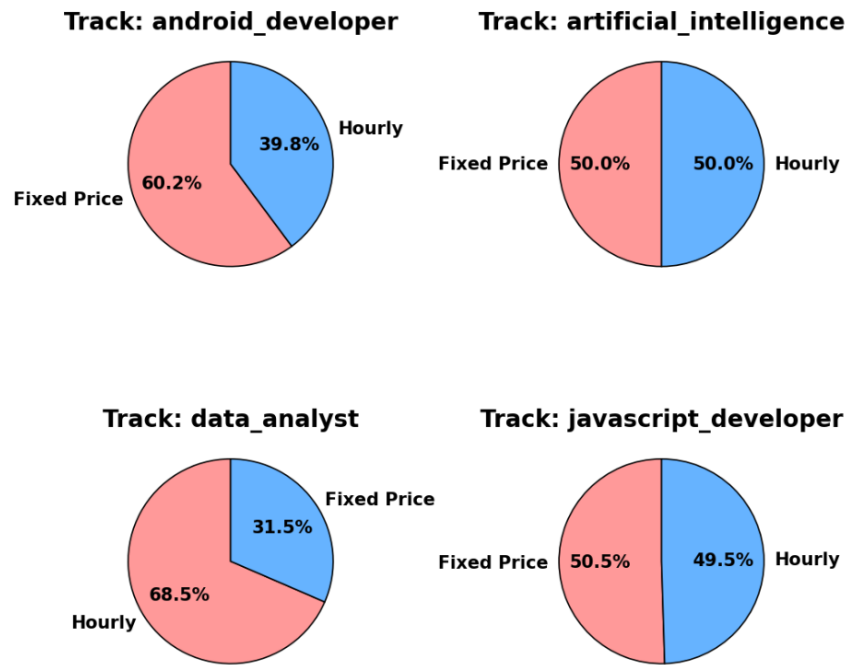 Track: android_developer
Hourly
39.8%
60.2%
Fixed Price
Track: artificial_intelligence
Fixed Price
50.0%
50.0%
Hourly
Track: data_analyst
Fixed Price
31.5%
68.5%
Hourly
Track: javascript_developer
Fixed Price
50.5%
49.5%
Hourly